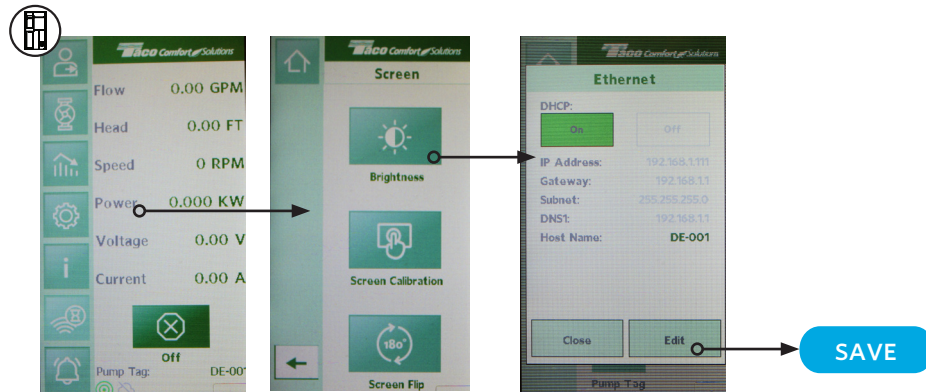 Taco Comfort Solutions
Flow 0.00 GPM
Head 0.00 FT
Speed 0 RPM
Power 0.000 KW
Voltage 0.00 V
Current 0.00 A
Off
Pump Tag: DE-001
Taco Comfort Solutions
Screen
Brightness
Screen Calibration
180°
Screen Flip
Taco Comfort Solutions
Ethernet
DHCP:
On Off
IP Address: 192.168.1.111
Gateway: 192.168.1.1
Subnet: 255.255.255.0
DNS1: 192.168.1.1
Host Name: DE-001
Close Edit
Pump Tag
SAVE